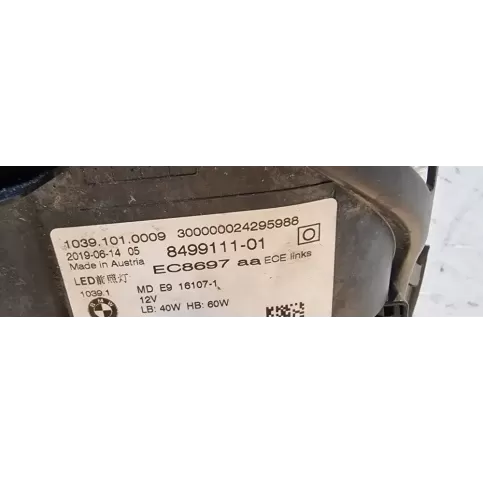 1039.101.0009 300000024295988
2019-06-14 05 8499111-01
Made in Austria EC8697 aa ECE links
LED前照灯
1039.1 MD E9 16107-1
12V
LB: 40W HB: 60W
BMW